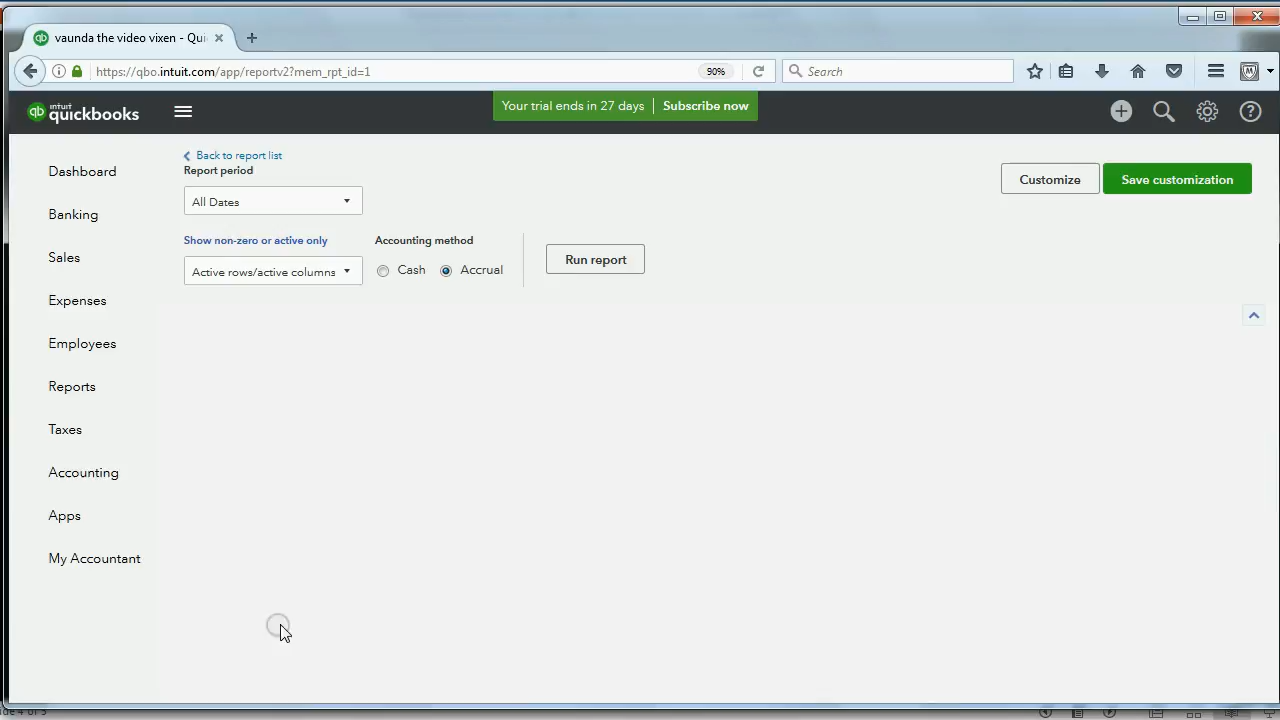 vaunda the video vixen - Qui
https://qbo.intuit.com/app/reportv2?mem_rpt_id=1
90%
Search
qb intuit quickbooks
Your trial ends in 27 days
Subscribe now
Back to report list
Report period
All Dates
Customize
Save customization
Show non-zero or active only
Accounting method
Active rows/active columns
Cash
Accrual
Run report
Dashboard
Banking
Sales
Expenses
Employees
Reports
Taxes
Accounting
Apps
My Accountant